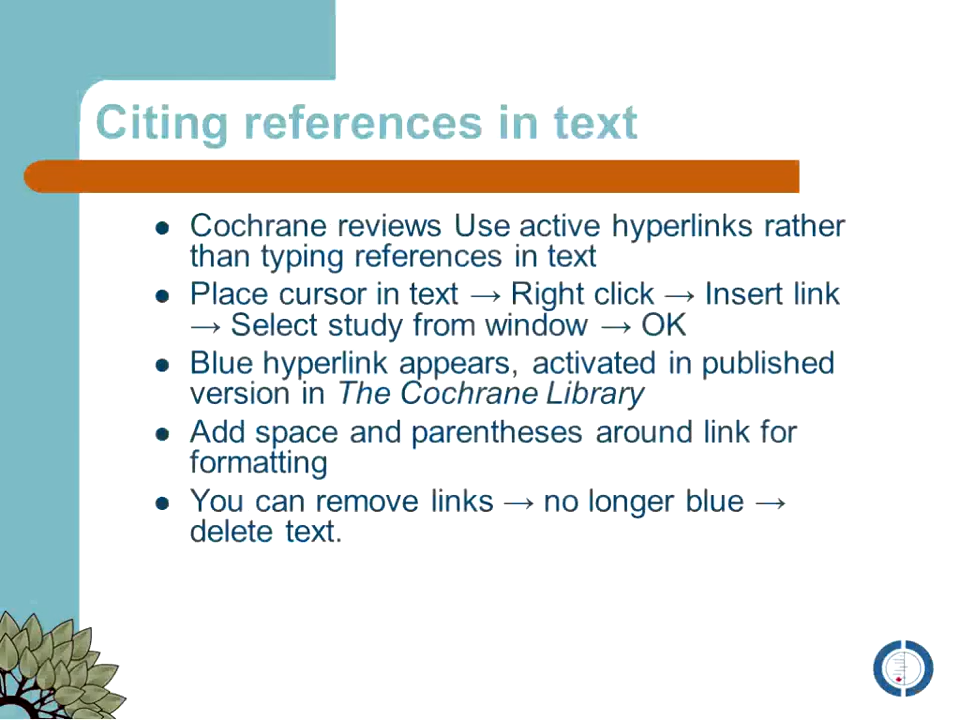 Citing references in text
● Cochrane reviews Use active hyperlinks rather
than typing references in text
● Place cursor in text → Right click → Insert link
→ Select study from window → OK
● Blue hyperlink appears, activated in published
version in The Cochrane Library
● Add space and parentheses around link for
formatting
● You can remove links → no longer blue →
delete text.